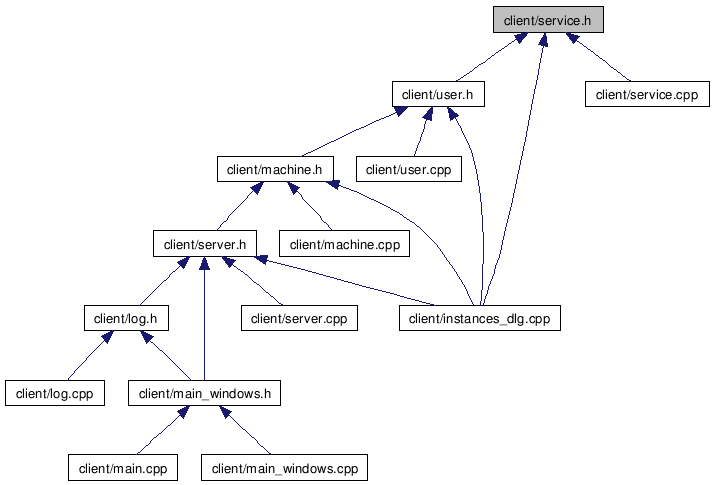 client/service.h
client/user.h
client/service.cpp
client/machine.h
client/user.cpp
client/server.h
client/machine.cpp
client/log.h
client/server.cpp
client/instances_dlg.cpp
client/log.cpp
client/main_windows.h
client/main.cpp
client/main_windows.cpp